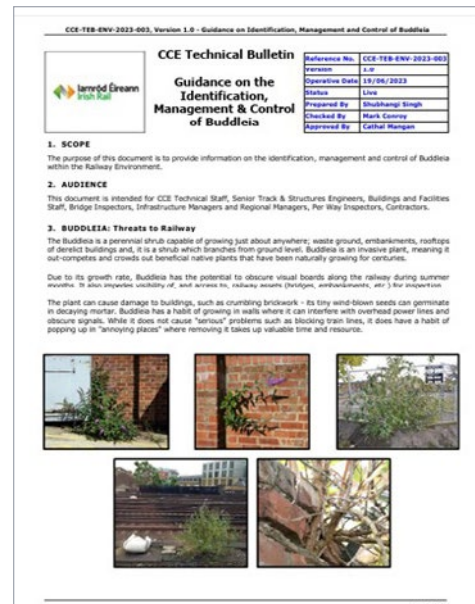 CCE-TEB-ENV-2023-003, Version 1.0 - Guidance on Identification, Management and Control of Buddleia
Iarnród Éireann
Irish Rail
CCE Technical Bulletin
Guidance on the
Identification,
Management & Control
of Buddleia
Reference No. CCE-TEB-ENV-2023-003
Version 1.0
Operative Date 19/06/2023
Status Live
Prepared By Shubhangi Singh
Checked By Mark Conroy
Approved By Cathal Mangan
1. SCOPE
The purpose of this document is to provide information on the identification, management and control of Buddleia
within the Railway Environment.
2. AUDIENCE
This document is intended for CCE Technical Staff, Senior Track & Structures Engineers, Buildings and Facilities
Staff, Bridge Inspectors, Infrastructure Managers and Regional Managers, Per Way Inspectors, Contractors.
3. BUDDLEIA: Threats to Railway
The Buddleia is a perennial shrub capable of growing just about anywhere; waste ground, embankments, rooftops
of derelict buildings and, it is a shrub which branches from ground level. Buddleia is an invasive plant, meaning it
out-competes and crowds out beneficial native plants that have been naturally growing for centuries.
Due to its growth rate, Buddleia has the potential to obscure visual boards along the railway during summer
months. It also impedes visibility of, and access to, railway assets (bridges, embankments, etc.) for inspection
The plant can cause damage to buildings, such as crumbling brickwork - its tiny wind-blown seeds can germinate
in decaying mortar. Buddleia has a habit of growing in walls where it can interfere with overhead power lines and
obscure signals. While it does not cause "serious" problems such as blocking train lines, it does have a habit of
popping up in "annoying places" where removing it takes up valuable time and resource.